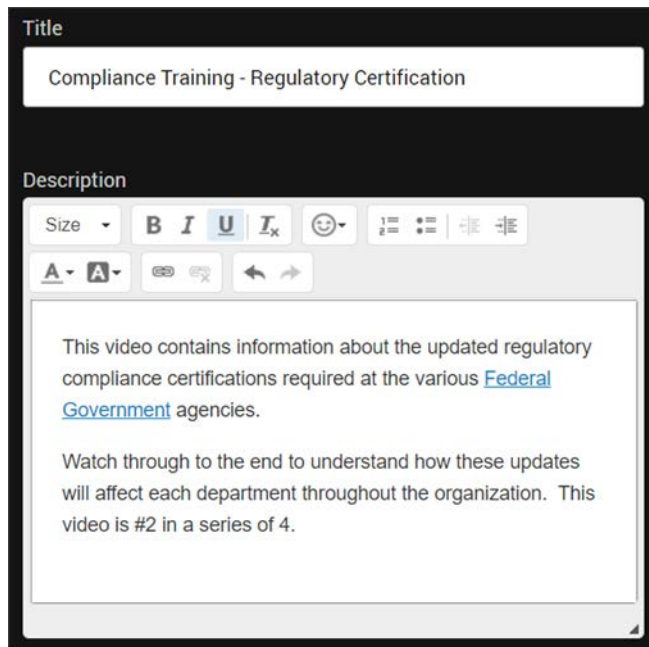 Title
Compliance Training - Regulatory Certification
Description
Size
B I U Ix
A A
This video contains information about the updated regulatory
compliance certifications required at the various Federal
Government agencies.
Watch through to the end to understand how these updates
will affect each department throughout the organization.  This
video is #2 in a series of 4.